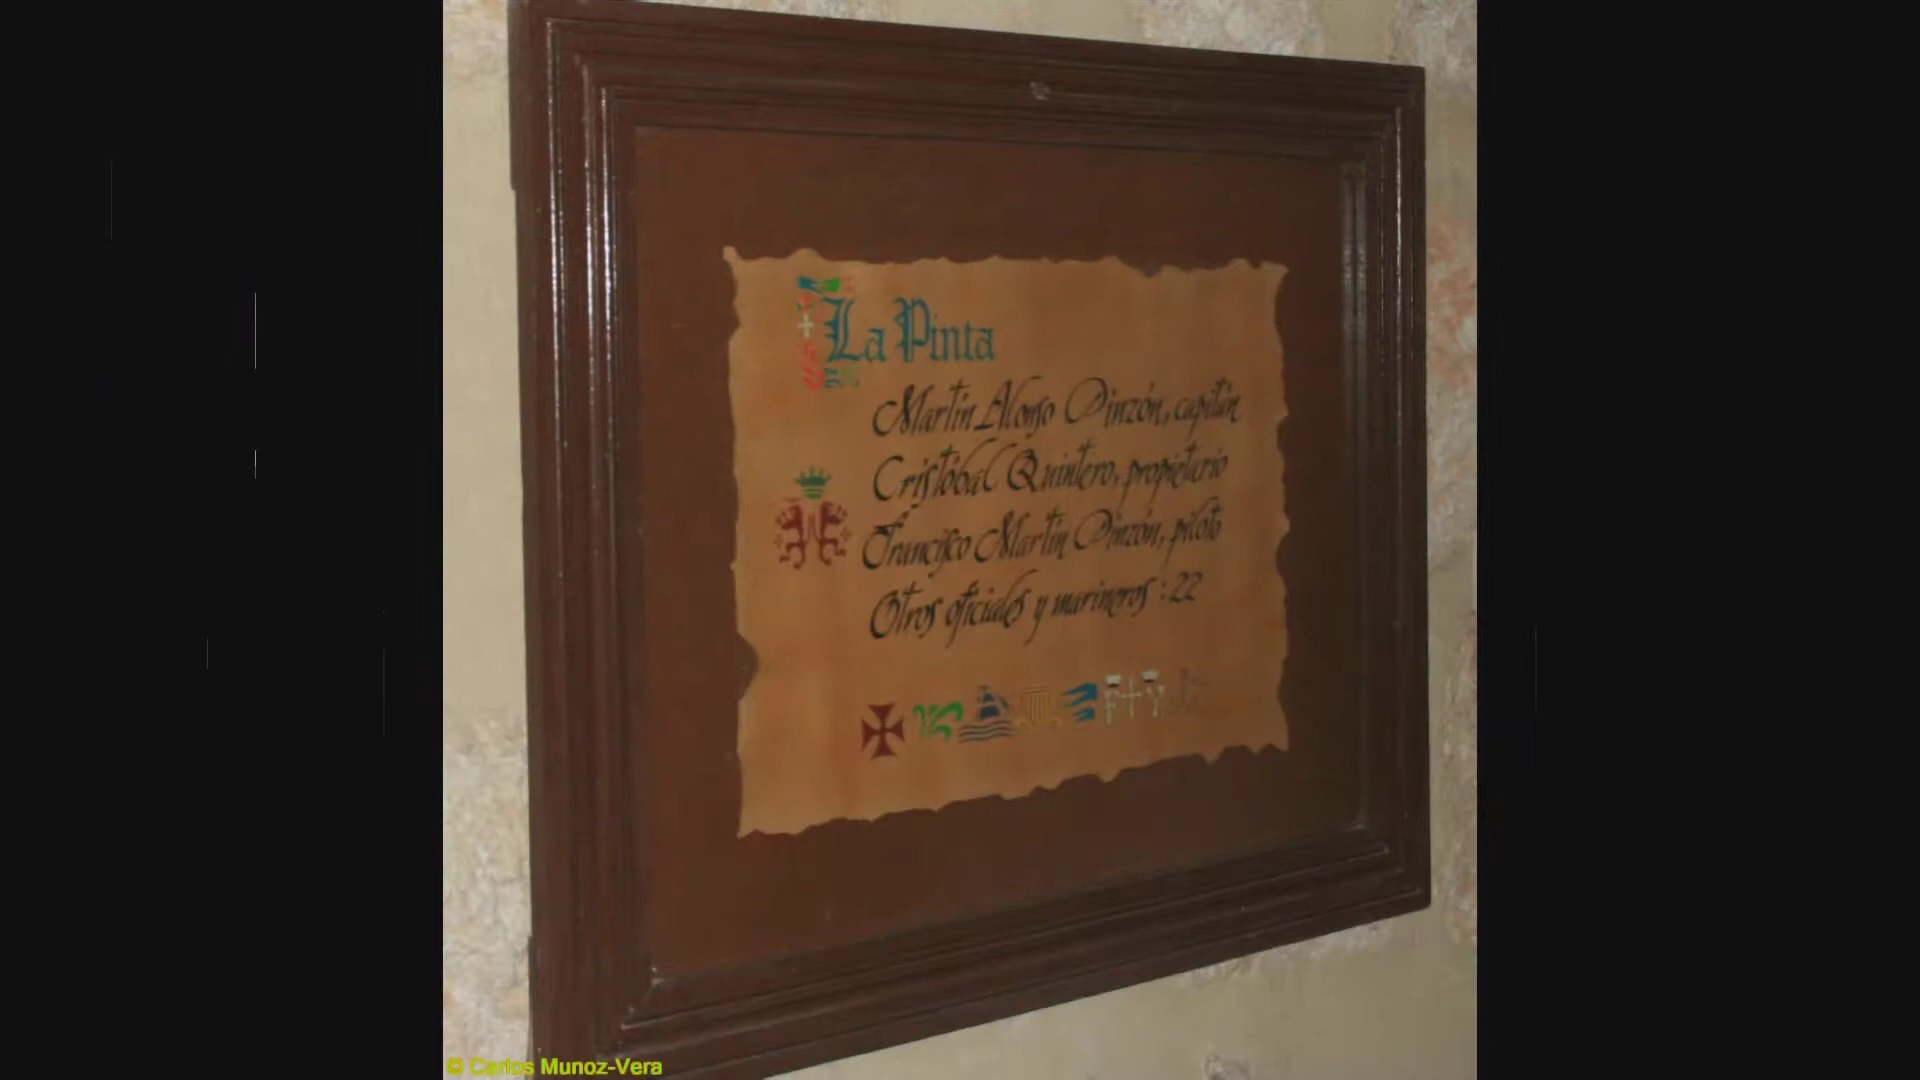 La Pinta
Martín Alonso Pinzón, capitán
Cristóbal Quintero, propietario
Francisco Martín Pinzón, piloto
Otros oficiales y marineros : 22
© Carlos Munoz-Vera